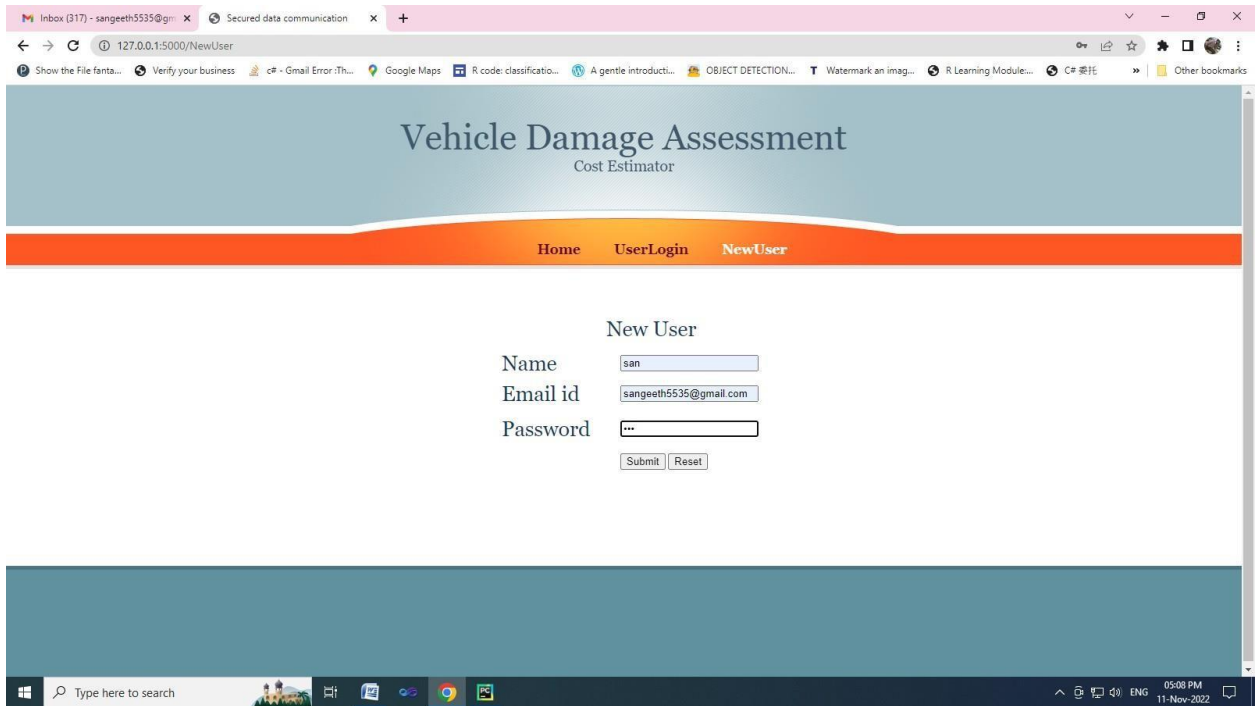 Inbox (317) - sangeeth5535@gm
Secured data communication
127.0.0.1:5000/NewUser
Show the File fanta...
Verify your business
c# - Gmail Error :Th...
Google Maps
R code: classificatio...
A gentle introducti...
OBJECT DETECTION...
Watermark an imag...
R Learning Module:...
C# 委托
Other bookmarks
Vehicle Damage Assessment
Cost Estimator
Home UserLogin NewUser
New User
Name san
Email id sangeeth5535@gmail.com
Password •••
Submit Reset
Type here to search
ENG
05:08 PM
11-Nov-2022